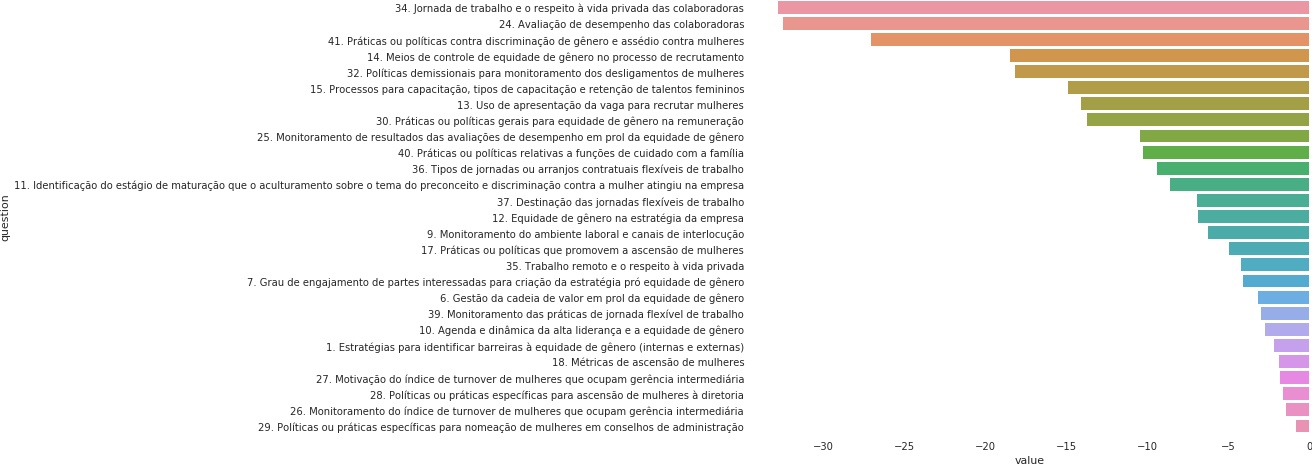 34. Jornada de trabalho e o respeito à vida privada das colaboradoras
24. Avaliação de desempenho das colaboradoras
41. Práticas ou políticas contra discriminação de gênero e assédio contra mulheres
14. Meios de controle de equidade de gênero no processo de recrutamento
32. Políticas demissionais para monitoramento dos desligamentos de mulheres
15. Processos para capacitação, tipos de capacitação e retenção de talentos femininos
13. Uso de apresentação da vaga para recrutar mulheres
30. Práticas ou políticas gerais para equidade de gênero na remuneração
25. Monitoramento de resultados das avaliações de desempenho em prol da equidade de gênero
40. Práticas ou políticas relativas a funções de cuidado com a família
36. Tipos de jornadas ou arranjos contratuais flexíveis de trabalho
11. Identificação do estágio de maturação que o aculturamento sobre o tema do preconceito e discriminação contra a mulher atingiu na empresa
37. Destinação das jornadas flexíveis de trabalho
12. Equidade de gênero na estratégia da empresa
9. Monitoramento do ambiente laboral e canais de interlocução
17. Práticas ou políticas que promovem a ascensão de mulheres
35. Trabalho remoto e o respeito à vida privada
7. Grau de engajamento de partes interessadas para criação da estratégia pró equidade de gênero
6. Gestão da cadeia de valor em prol da equidade de gênero
39. Monitoramento das práticas de jornada flexível de trabalho
10. Agenda e dinâmica da alta liderança e a equidade de gênero
1. Estratégias para identificar barreiras à equidade de gênero (internas e externas)
18. Métricas de ascensão de mulheres
27. Motivação do índice de turnover de mulheres que ocupam gerência intermediária
28. Políticas ou práticas específicas para ascensão de mulheres à diretoria
26. Monitoramento do índice de turnover de mulheres que ocupam gerência intermediária
29. Políticas ou práticas específicas para nomeação de mulheres em conselhos de administração
question
−30 −25 −20 −15 −10 −5 0
value